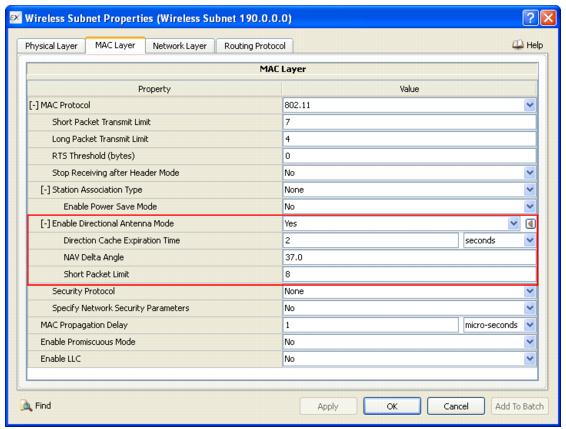 Wireless Subnet Properties (Wireless Subnet 190.0.0.0)
Physical Layer MAC Layer Network Layer Routing Protocol Help
MAC Layer
Property Value
[-] MAC Protocol 802.11
Short Packet Transmit Limit 7
Long Packet Transmit Limit 4
RTS Threshold (bytes) 0
Stop Receiving after Header Mode No
[-] Station Association Type None
Enable Power Save Mode No
[-] Enable Directional Antenna Mode Yes
Direction Cache Expiration Time 2 seconds
NAV Delta Angle 37.0
Short Packet Limit 8
Security Protocol None
Specify Network Security Parameters No
MAC Propagation Delay 1 micro-seconds
Enable Promiscuous Mode No
Enable LLC No
Find Apply OK Cancel Add To Batch